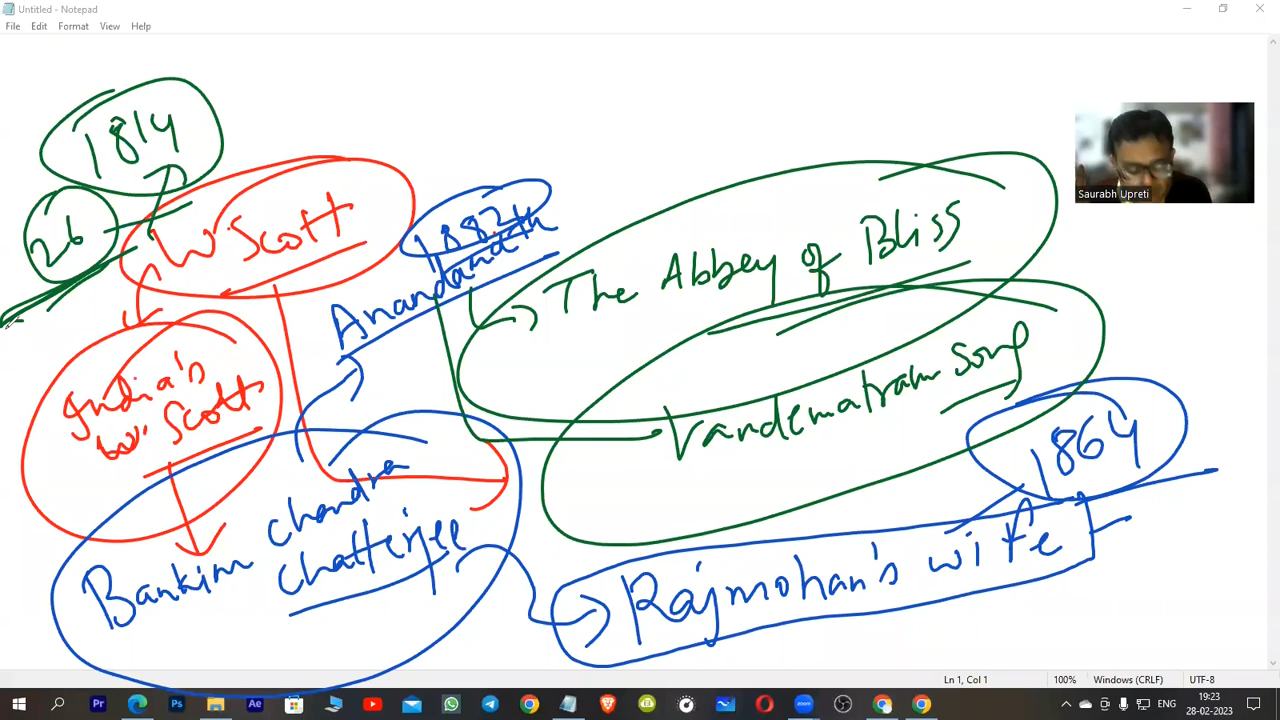 Untitled - Notepad
File Edit Format View Help
1814
26
W. Scott
1882
Anandamath
The Abbey of Bliss
Saurabh Upreti
India's
W. Scott
Vandematram song
1864
Bankim chandra
chatterjee
Rajmohan's wife
Ln 1, Col 1 100% Windows (CRLF) UTF-8
ENG
19:23
28-02-2023